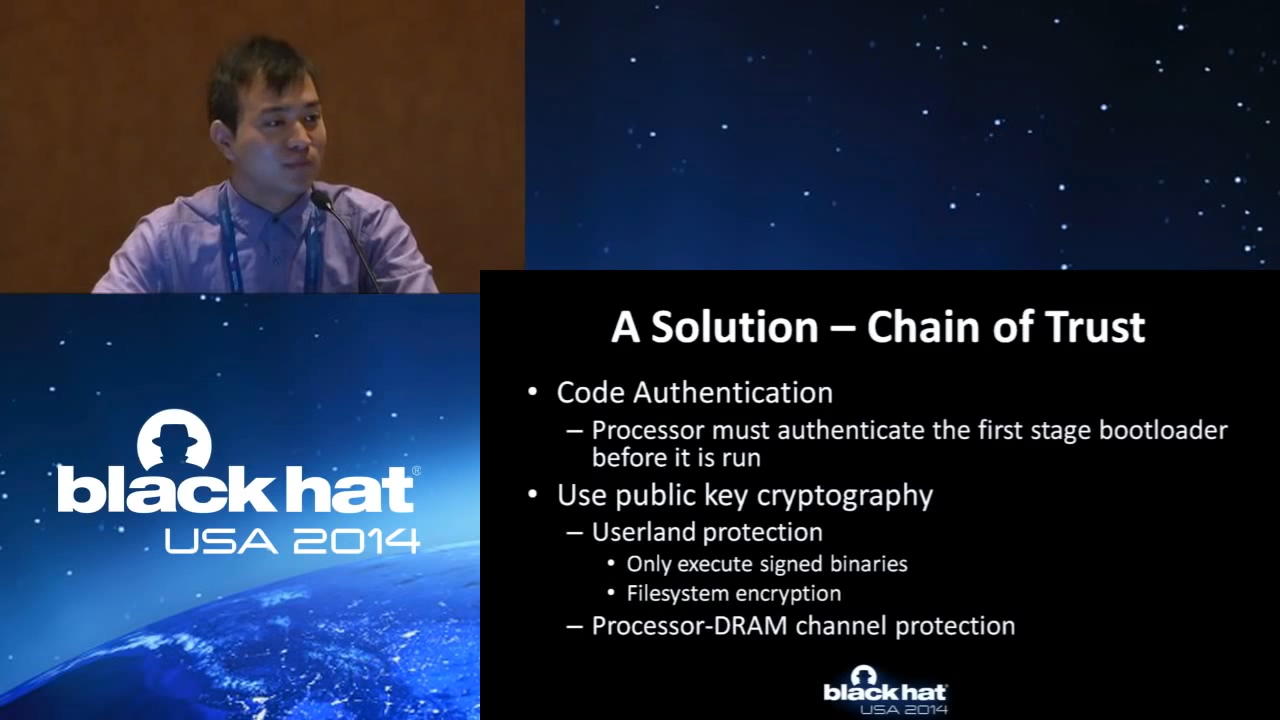 black hat®
USA 2014
A Solution – Chain of Trust
• Code Authentication
– Processor must authenticate the first stage bootloader
before it is run
• Use public key cryptography
– Userland protection
• Only execute signed binaries
• Filesystem encryption
– Processor-DRAM channel protection
black hat
USA 2014